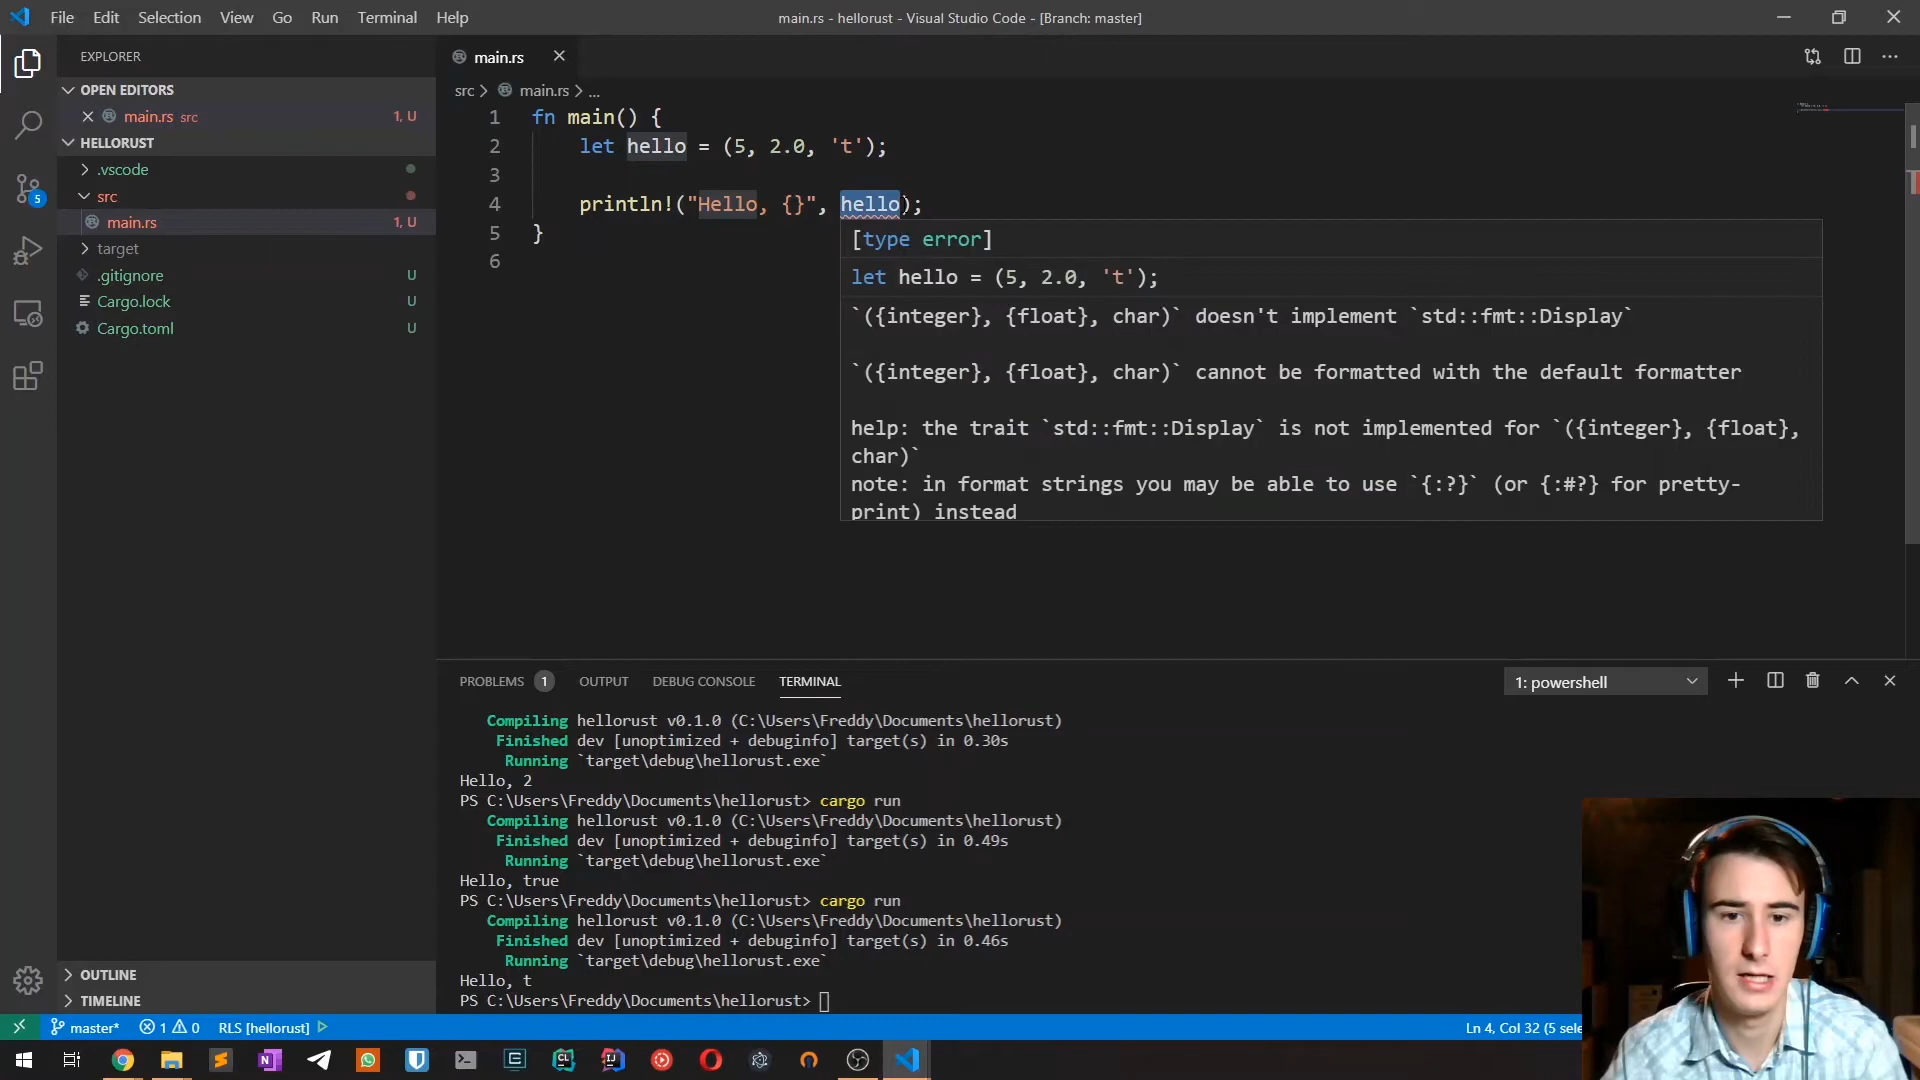 File Edit Selection View Go Run Terminal Help
main.rs - hellorust - Visual Studio Code - [Branch: master]
EXPLORER
OPEN EDITORS
main.rs src 1, U
HELLORUST
.vscode
src
main.rs 1, U
target
.gitignore U
Cargo.lock U
Cargo.toml U
OUTLINE
TIMELINE
5
main.rs
src > main.rs > ...
1 fn main() {
2 let hello = (5, 2.0, 't');
3
4 println!("Hello, {}", hello);
5 }
6
[type error]
let hello = (5, 2.0, 't');
`({integer}, {float}, char)` doesn't implement `std::fmt::Display`
`({integer}, {float}, char)` cannot be formatted with the default formatter
help: the trait `std::fmt::Display` is not implemented for `({integer}, {float},
char)`
note: in format strings you may be able to use `{:?}` (or {:#?} for pretty-
print) instead
PROBLEMS 1 OUTPUT DEBUG CONSOLE TERMINAL
1: powershell
Compiling hellorust v0.1.0 (C:\Users\Freddy\Documents\hellorust)
Finished dev [unoptimized + debuginfo] target(s) in 0.30s
Running `target\debug\hellorust.exe`
Hello, 2
PS C:\Users\Freddy\Documents\hellorust> cargo run
Compiling hellorust v0.1.0 (C:\Users\Freddy\Documents\hellorust)
Finished dev [unoptimized + debuginfo] target(s) in 0.49s
Running `target\debug\hellorust.exe`
Hello, true
PS C:\Users\Freddy\Documents\hellorust> cargo run
Compiling hellorust v0.1.0 (C:\Users\Freddy\Documents\hellorust)
Finished dev [unoptimized + debuginfo] target(s) in 0.46s
Running `target\debug\hellorust.exe`
Hello, t
PS C:\Users\Freddy\Documents\hellorust>
master* 1 0 RLS [hellorust]
Ln 4, Col 32 (5 sele